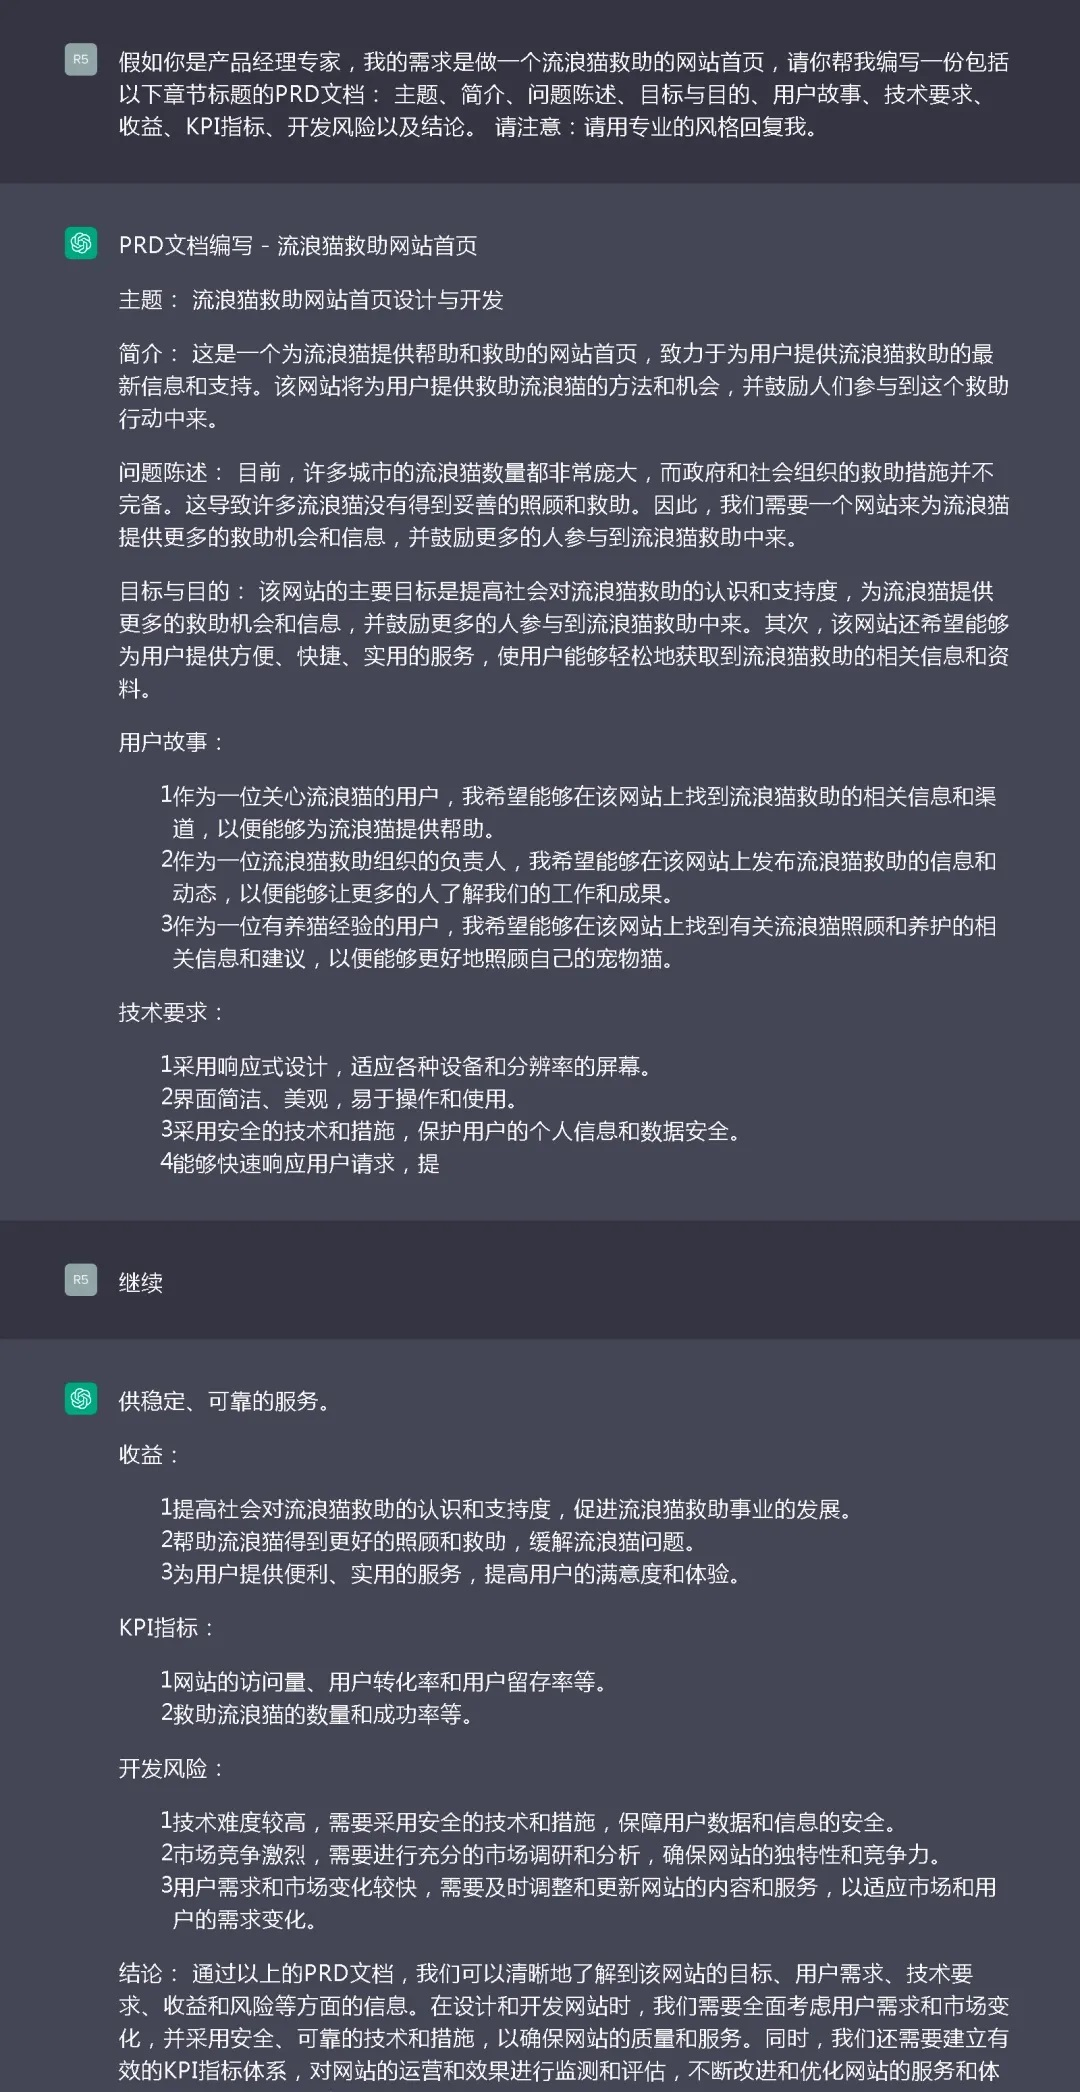 R5
假如你是产品经理专家，我的需求是做一个流浪猫救助的网站首页，请你帮我编写一份包括
以下章节标题的PRD文档： 主题、简介、问题陈述、目标与目的、用户故事、技术要求、
收益、KPI指标、开发风险以及结论。 请注意：请用专业的风格回复我。
PRD文档编写 - 流浪猫救助网站首页
主题： 流浪猫救助网站首页设计与开发
简介： 这是一个为流浪猫提供帮助和救助的网站首页，致力于为用户提供流浪猫救助的最
新信息和支持。该网站将为用户提供救助流浪猫的方法和机会，并鼓励人们参与到这个救助
行动中来。
问题陈述： 目前，许多城市的流浪猫数量都非常庞大，而政府和社会组织的救助措施并不
完备。这导致许多流浪猫没有得到妥善的照顾和救助。因此，我们需要一个网站来为流浪猫
提供更多的救助机会和信息，并鼓励更多的人参与到流浪猫救助中来。
目标与目的： 该网站的主要目标是提高社会对流浪猫救助的认识和支持度，为流浪猫提供
更多的救助机会和信息，并鼓励更多的人参与到流浪猫救助中来。其次，该网站还希望能够
为用户提供方便、快捷、实用的服务，使用户能够轻松地获取到流浪猫救助的相关信息和资
料。
用户故事：
1作为一位关心流浪猫的用户，我希望能够在该网站上找到流浪猫救助的相关信息和渠
道，以便能够为流浪猫提供帮助。
2作为一位流浪猫救助组织的负责人，我希望能够在该网站上发布流浪猫救助的信息和
动态，以便能够让更多的人了解我们的工作和成果。
3作为一位有养猫经验的用户，我希望能够在该网站上找到有关流浪猫照顾和养护的相
关信息和建议，以便能够更好地照顾自己的宠物猫。
技术要求：
1采用响应式设计，适应各种设备和分辨率的屏幕。
2界面简洁、美观，易于操作和使用。
3采用安全的技术和措施，保护用户的个人信息和数据安全。
4能够快速响应用户请求，提
R5
继续
供稳定、可靠的服务。
收益：
1提高社会对流浪猫救助的认识和支持度，促进流浪猫救助事业的发展。
2帮助流浪猫得到更好的照顾和救助，缓解流浪猫问题。
3为用户提供便利、实用的服务，提高用户的满意度和体验。
KPI指标：
1网站的访问量、用户转化率和用户留存率等。
2救助流浪猫的数量和成功率等。
开发风险：
1技术难度较高，需要采用安全的技术和措施，保障用户数据和信息的安全。
2市场竞争激烈，需要进行充分的市场调研和分析，确保网站的独特性和竞争力。
3用户需求和市场变化较快，需要及时调整和更新网站的内容和服务，以适应市场和用
户的需求变化。
结论： 通过以上的PRD文档，我们可以清晰地了解到该网站的目标、用户需求、技术要
求、收益和风险等方面的信息。在设计和开发网站时，我们需要全面考虑用户需求和市场变
化，并采用安全、可靠的技术和措施，以确保网站的质量和服务。同时，我们还需要建立有
效的KPI指标体系，对网站的运营和效果进行监测和评估，不断改进和优化网站的服务和体